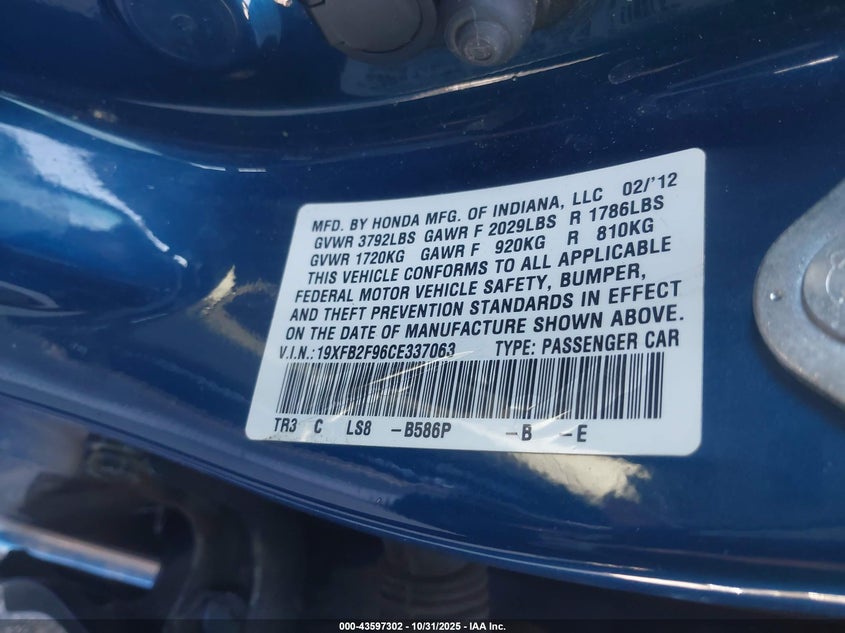 MFD. BY HONDA MFG. OF INDIANA, LLC 02/'12
GVWR 3792LBS GAWR F 2029LBS R 1786LBS
GVWR 1720KG GAWR F 920KG R 810KG
THIS VEHICLE CONFORMS TO ALL APPLICABLE
FEDERAL MOTOR VEHICLE SAFETY, BUMPER,
AND THEFT PREVENTION STANDARDS IN EFFECT
ON THE DATE OF MANUFACTURE SHOWN ABOVE.
V.I.N.:19XFB2F96CE337063 TYPE: PASSENGER CAR
TR3 C LS8 -B586P -B -E
000-43597302 - 10/31/2025 - IAA Inc.